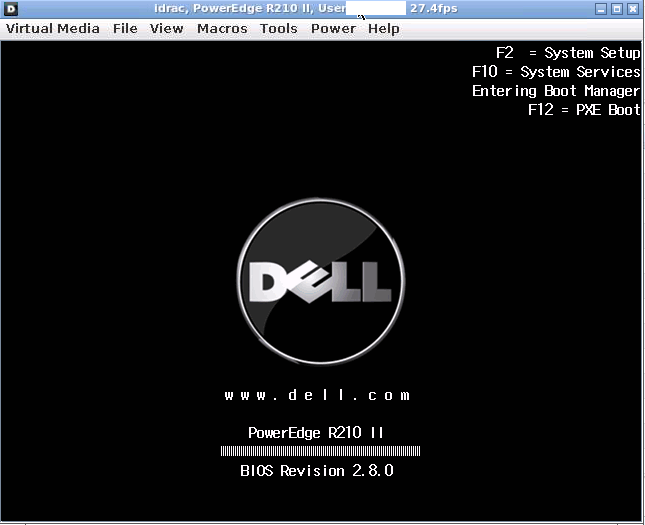 Idrac, PowerEdge R210 II, User 27.4fps
Virtual Media File View Macros Tools Power Help
F2 = System Setup
F10 = System Services
Entering Boot Manager
F12 = PXE Boot
DELL
www.dell.com
PowerEdge R210 II
BIOS Revision 2.8.0